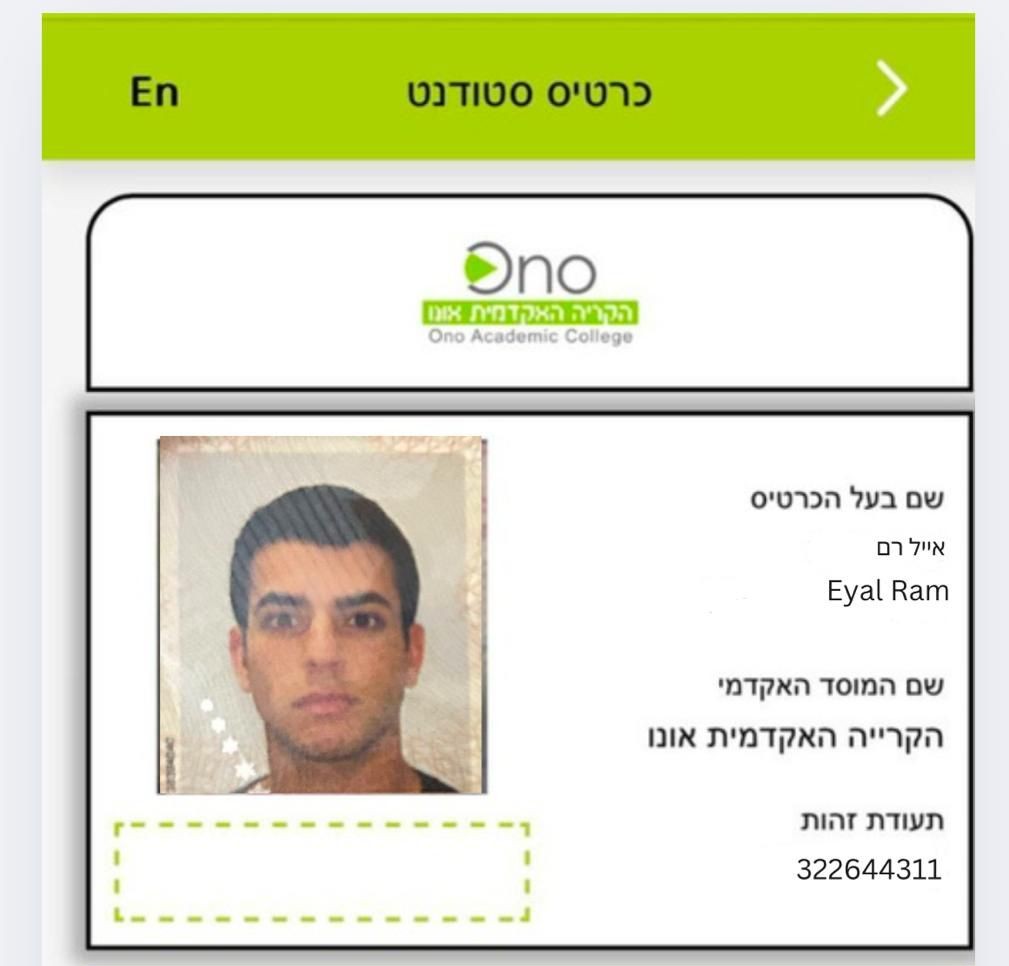 En
כרטיס סטודנט
Ono
הקריה האקדמית אונו
Ono Academic College
שם בעל הכרטיס
אייל רם
Eyal Ram
שם המוסד האקדמי
הקרייה האקדמית אונו
תעודת זהות
322644311